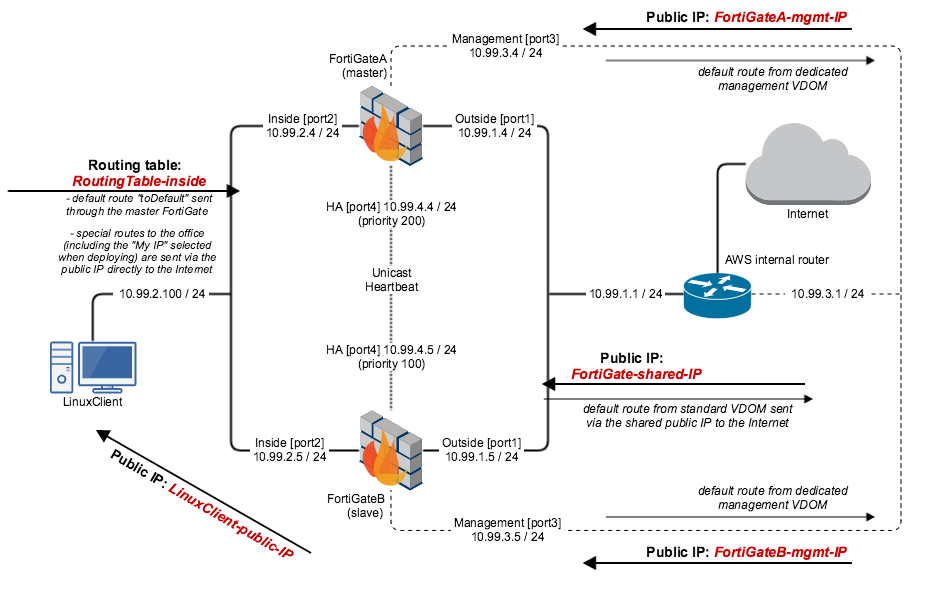 Public IP: FortiGateA-mgmt-IP
Management [port3]
10.99.3.4 / 24
default route from dedicated
management VDOM
FortiGateA
(master)
Inside [port2]
10.99.2.4 / 24
Outside [port1]
10.99.1.4 / 24
Routing table:
RoutingTable-inside
- default route "toDefault" sent
through the master FortiGate
- special routes to the office
(including the "My IP" selected
when deploying) are sent via the
public IP directly to the Internet
HA [port4] 10.99.4.4 / 24
(priority 200)
Internet
Unicast
Heartbeat
AWS internal router
10.99.2.100 / 24
10.99.1.1 / 24
10.99.3.1 / 24
HA [port4] 10.99.4.5 / 24
(priority 100)
Public IP:
FortiGate-shared-IP
default route from standard VDOM sent
via the shared public IP to the Internet
LinuxClient
Inside [port2]
10.99.2.5 / 24
Outside [port1]
10.99.1.5 / 24
Public IP: LinuxClient-public-IP
FortiGateB
(slave)
default route from dedicated
management VDOM
Management [port3]
10.99.3.5 / 24
Public IP: FortiGateB-mgmt-IP